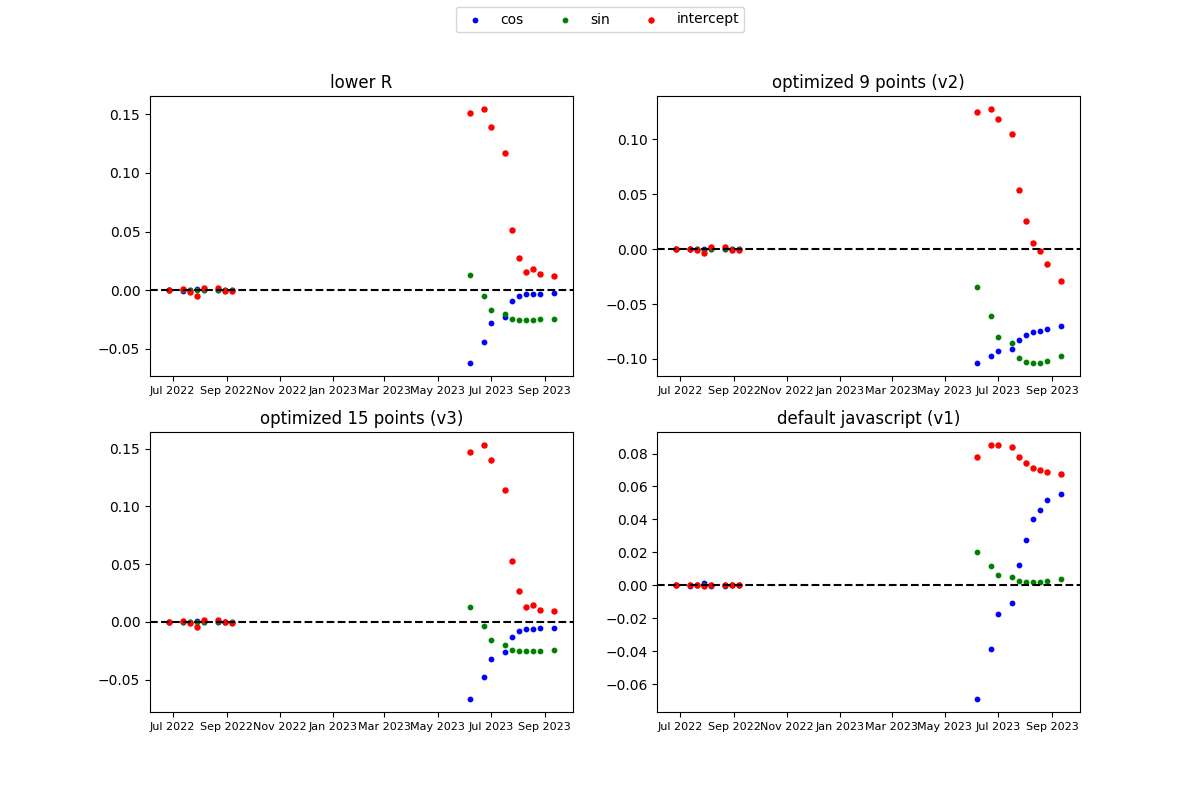 cos sin intercept
lower R
0.15
0.10
0.05
0.00
−0.05
Jul 2022 Sep 2022 Nov 2022 Jan 2023 Mar 2023 May 2023 Jul 2023 Sep 2023
optimized 9 points (v2)
0.10
0.05
0.00
−0.05
−0.10
Jul 2022 Sep 2022 Nov 2022 Jan 2023 Mar 2023 May 2023 Jul 2023 Sep 2023
optimized 15 points (v3)
0.15
0.10
0.05
0.00
−0.05
Jul 2022 Sep 2022 Nov 2022 Jan 2023 Mar 2023 May 2023 Jul 2023 Sep 2023
default javascript (v1)
0.08
0.06
0.04
0.02
0.00
−0.02
−0.04
−0.06
Jul 2022 Sep 2022 Nov 2022 Jan 2023 Mar 2023 May 2023 Jul 2023 Sep 2023